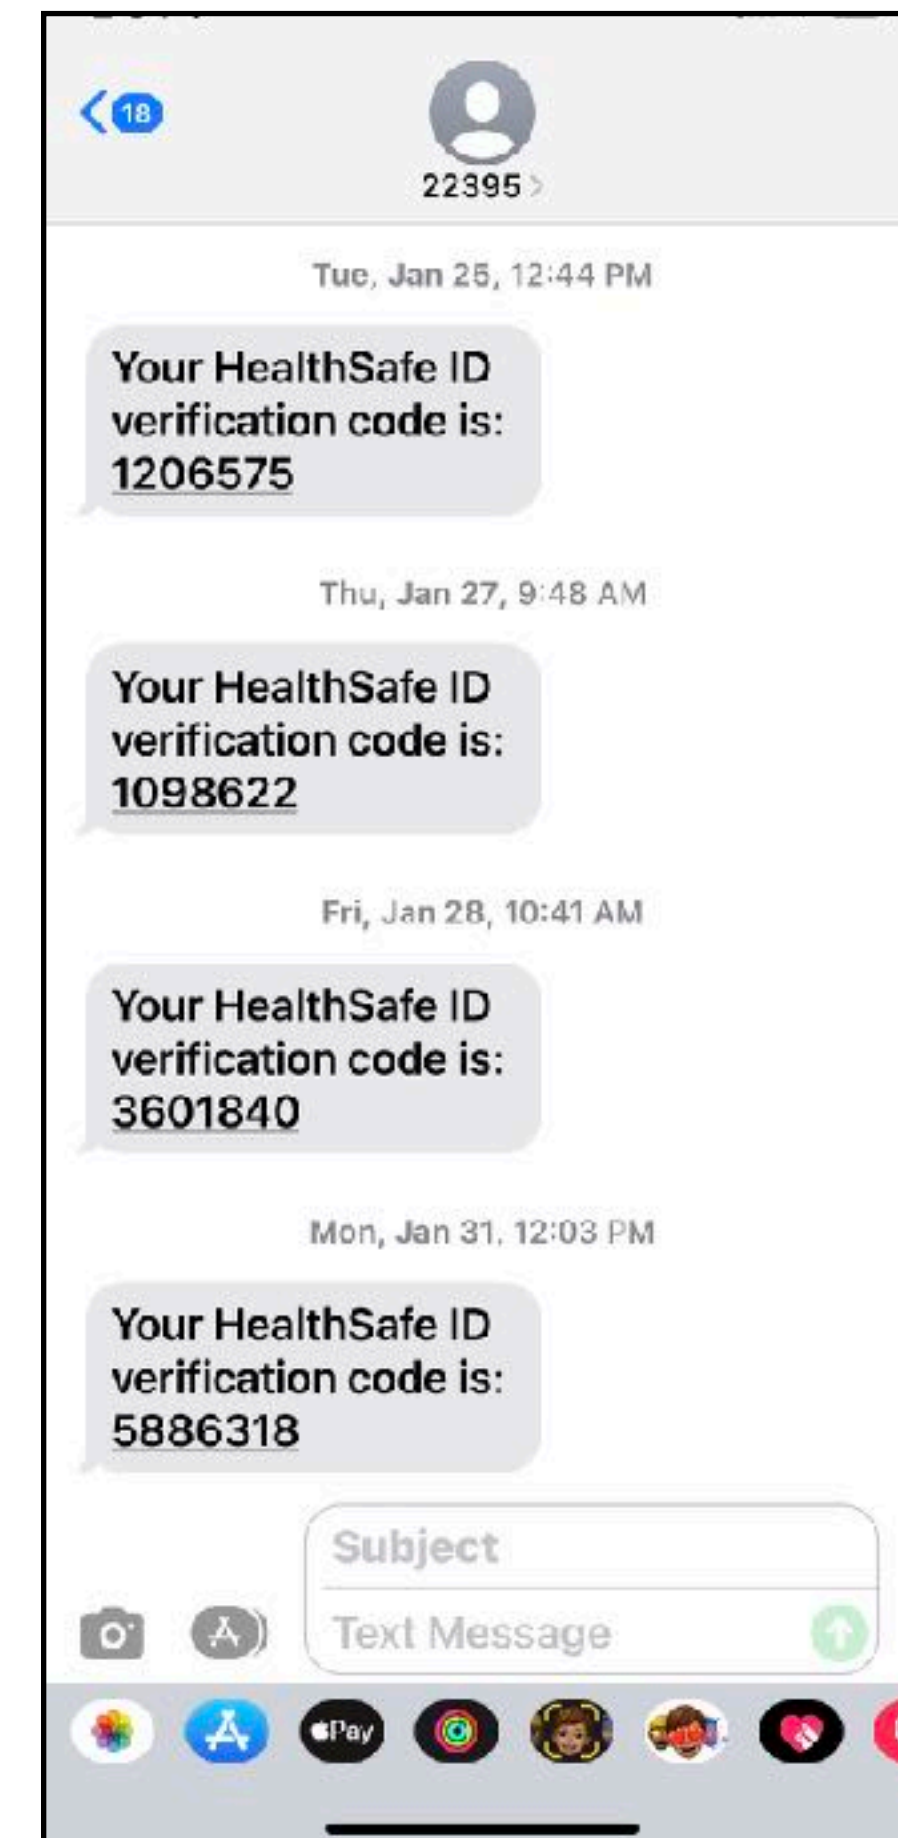 18
22395 >
Tue, Jan 25, 12:44 PM
Your HealthSafe ID
verification code is:
1206575
Thu, Jan 27, 9:48 AM
Your HealthSafe ID
verification code is:
1098622
Fri, Jan 28, 10:41 AM
Your HealthSafe ID
verification code is:
3601840
Mon, Jan 31, 12:03 PM
Your HealthSafe ID
verification code is:
5886318
Subject
Text Message
Pay